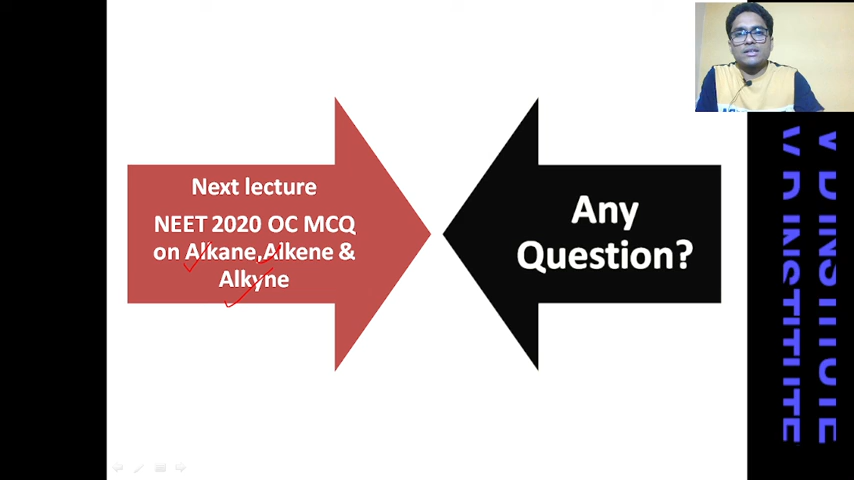 Next lecture
NEET 2020 OC MCQ
on Alkane,Alkene &
Alkyne
Any
Question?
V D INSTITUTE
V D INSTITUTE